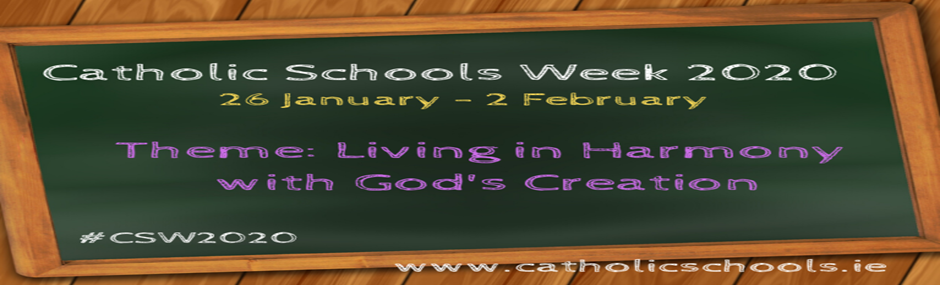 Catholic Schools Week 2020
26 January - 2 February
Theme: Living in Harmony
with God's Creation
#CSW2020
www.catholicschools.ie